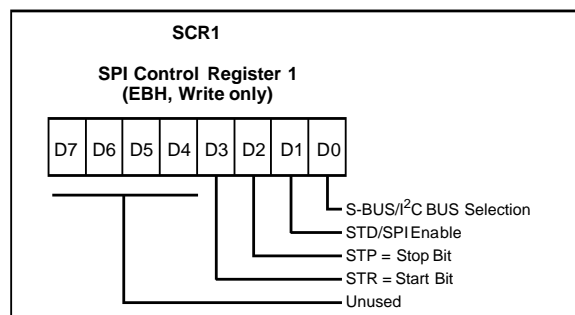 SCR1
SPI Control Register 1
(EBH, Write only)
D7 D6 D5 D4 D3 D2 D1 D0
S-BUS/I²C BUS Selection
STD/SPI Enable
STP = Stop Bit
STR = Start Bit
Unused